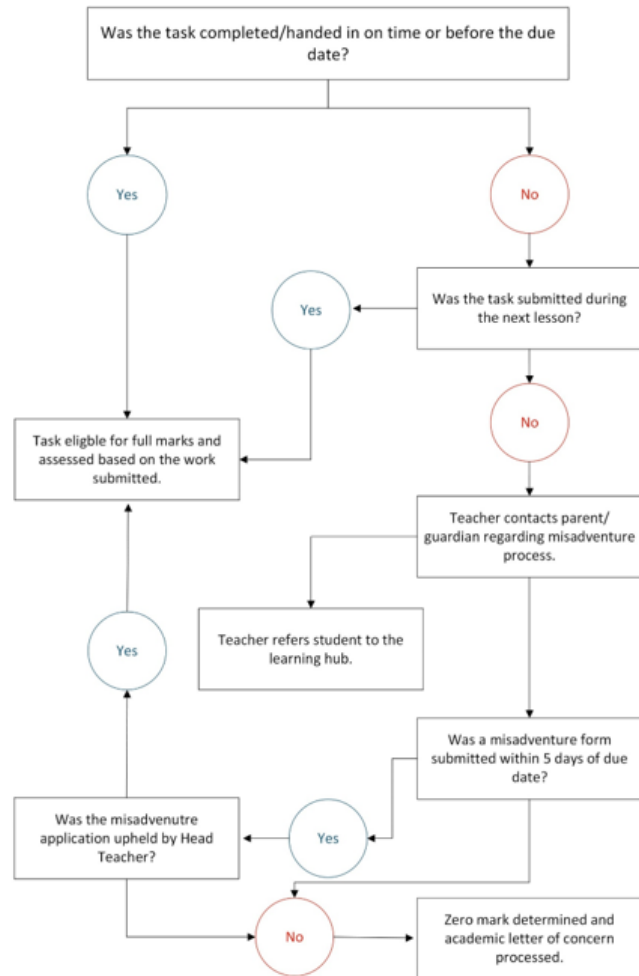 Was the task completed/handed in on time or before the due
date?
Yes
No
Was the task submitted during
the next lesson?
Yes
No
Task eligble for full marks and
assessed based on the work
submitted.
Teacher contacts parent/
guardian regarding misadventure
process.
Teacher refers student to the
learning hub.
Yes
Was a misadventure form
submitted within 5 days of due
date?
Was the misadvenutre
application upheld by Head
Teacher?
Yes
No
Zero mark determined and
academic letter of concern
processed.